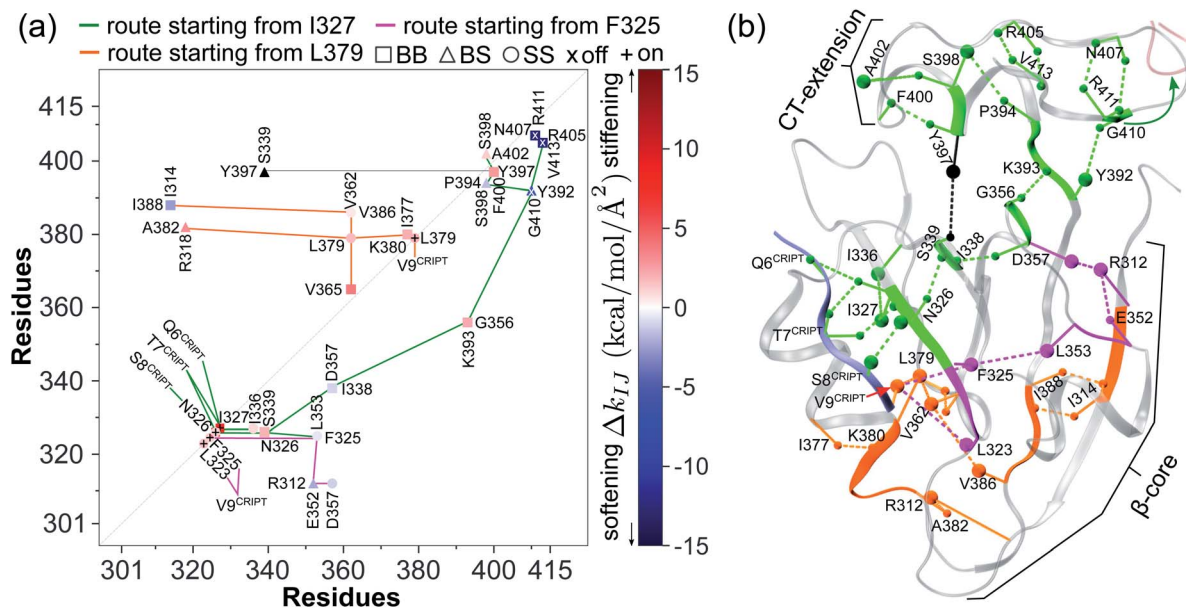 (a)
route starting from I327
route starting from F325
route starting from L379
BB
BS
SS
x off
+ on
Residues
415
400
380
360
340
320
301
301
320
340
360
380
400
415
Residues
R411
N407
R405
S398
A402
V413
Y397
P394
F400
Y392
S398
G410
S339
Y397
I314
I388
V362
V386
I377
A382
R318
L379
K380
L379
V9CRIPT
V365
G356
K393
D357
I338
Q6CRIPT
T7CRIPT
S8CRIPT
N326
I327
I336
S339
L353
F325
N326
F325
L323
V9CRIPT
R312
E352
D357
15
10
5
0
-5
-10
-15
softening ΔkIJ (kcal/mol/Å2) stiffening
(b)
CT-extension
A402
S398
R405
N407
V413
F400
P394
R411
Y397
G410
K393
Y392
G356
S339
I338
I336
D357
R312
Q6CRIPT
N326
I327
E352
T7CRIPT
L379
L353
S8CRIPT
F325
V9CRIPT
I388
I314
V362
I377
K380
L323
V386
R312
A382
β-core